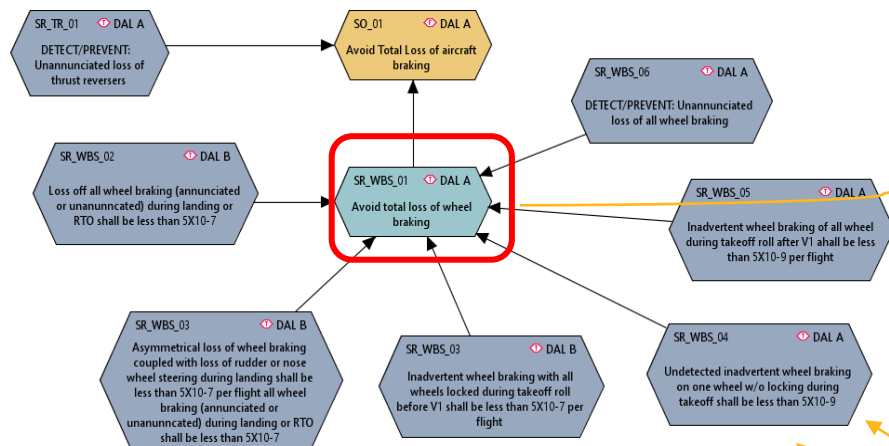 SR_TR_01 T DAL A
DETECT/PREVENT:
Unannunciated loss of
thrust reversers
SO_01 T DAL A
Avoid Total Loss of aircraft
braking
SR_WBS_06 T DAL A
DETECT/PREVENT: Unannunciated
loss of all wheel braking
SR_WBS_02 T DAL B
Loss off all wheel braking (annunciated
or unanunncated) during landing or
RTO shall be less than 5X10-7
SR_WBS_01 T DAL A
Avoid total loss of wheel
braking
SR_WBS_05 T DAL A
Inadvertent wheel braking of all wheel
during takeoff roll after V1 shall be less
than 5X10-9 per flight
SR_WBS_03 T DAL B
Asymmetrical loss of wheel braking
coupled with loss of rudder or nose
wheel steering during landing shall be
less than 5X10-7 per flight all wheel
braking (annunciated or
unanunncated) during landing or RTO
shall be less than 5X10-7
SR_WBS_03 T DAL B
Inadvertent wheel braking with all
wheels locked during takeoff roll
before V1 shall be less than 5X10-7 per
flight
SR_WBS_04 T DAL A
Undetected inadvertent wheel braking
on one wheel w/o locking during
takeoff shall be less than 5X10-9